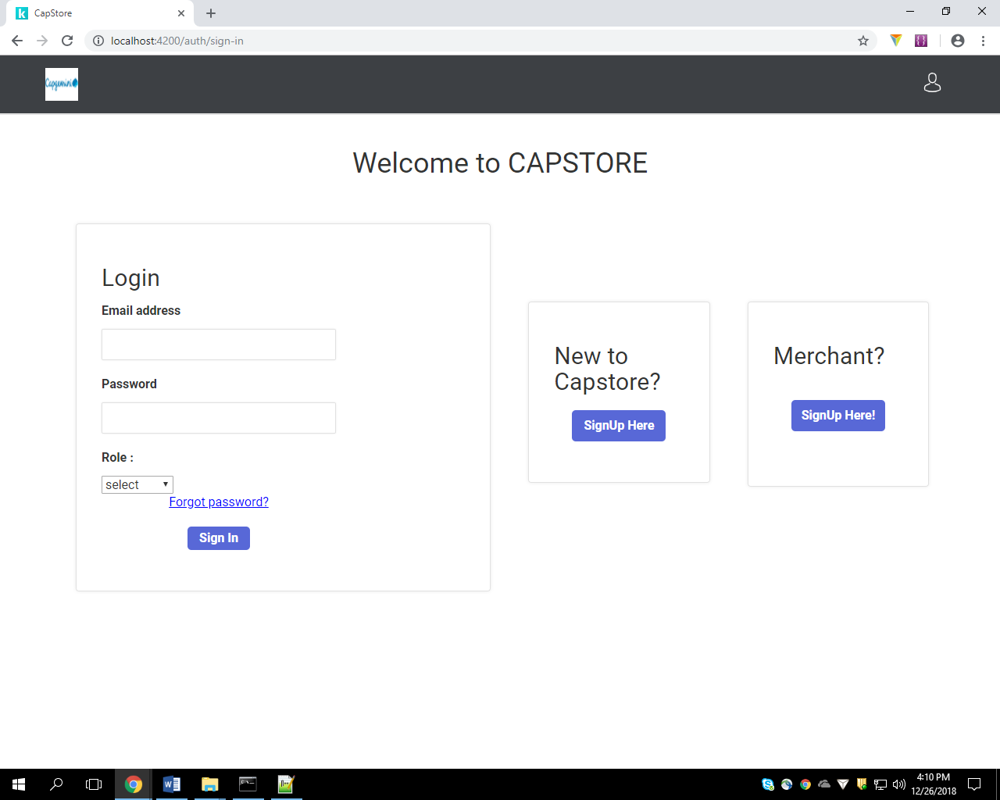 CapStore
localhost:4200/auth/sign-in
Capgemini
Welcome to CAPSTORE
Login
Email address
Password
Role :
select
Forgot password?
Sign In
New to
Capstore?
SignUp Here
Merchant?
SignUp Here!
4:10 PM
12/26/2018